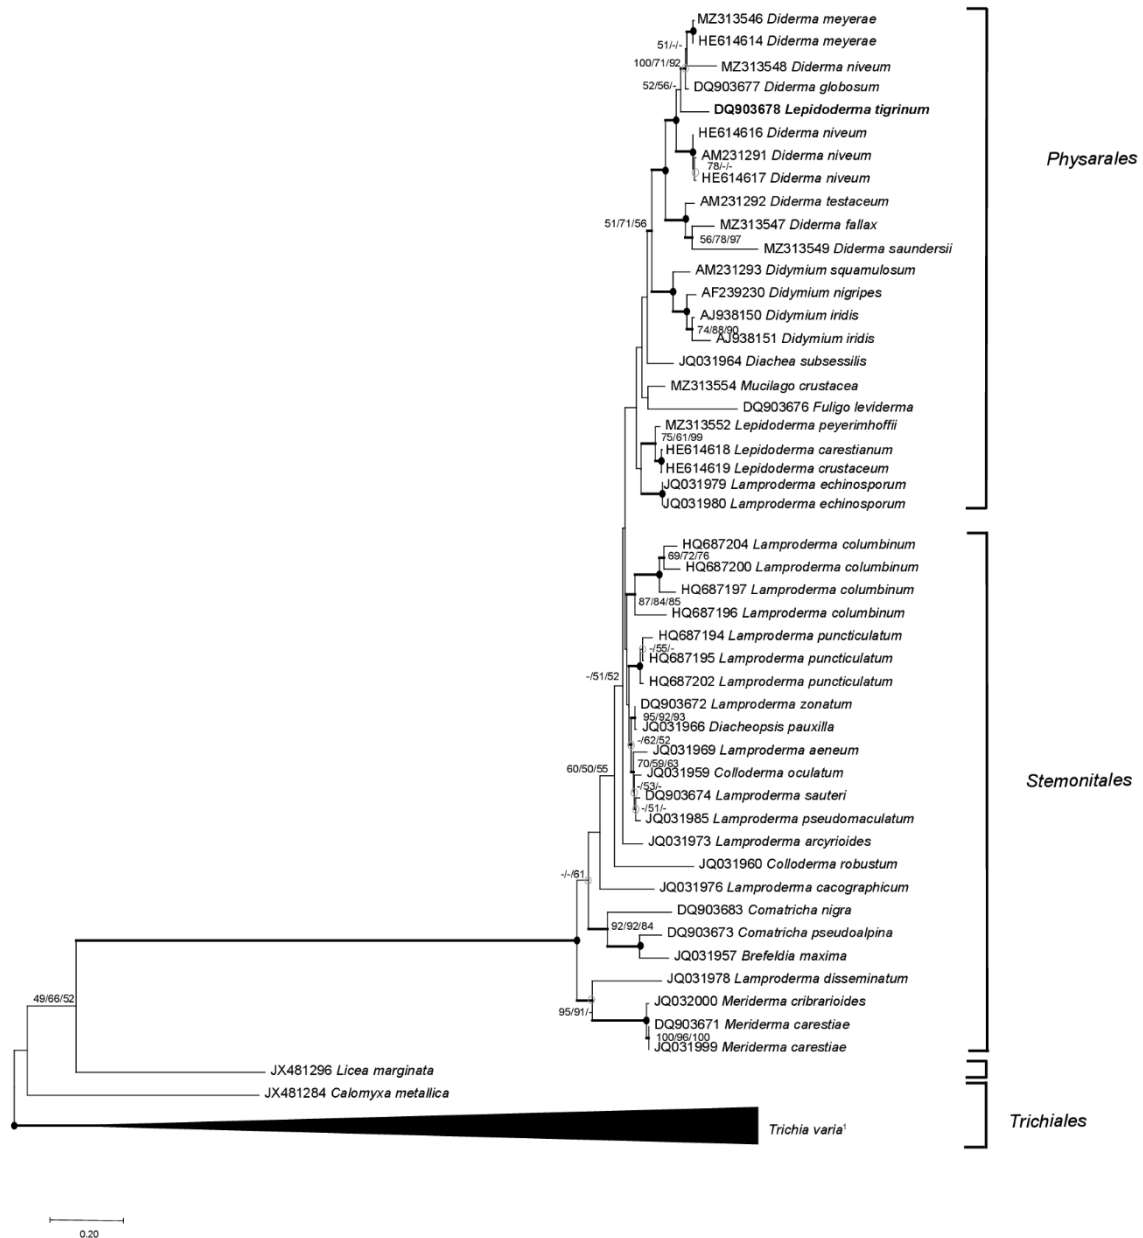 MZ313546 Diderma meyerae
HE614614 Diderma meyerae
51/-/-
100/71/92
MZ313548 Diderma niveum
52/56/-
DQ903677 Diderma globosum
DQ903678 Lepidoderma tigrinum
HE614616 Diderma niveum
AM231291 Diderma niveum
Physarales
78/-/-
HE614617 Diderma niveum
AM231292 Diderma testaceum
51/71/56
MZ313547 Diderma fallax
56/78/97
MZ313549 Diderma saundersii
AM231293 Didymium squamulosum
AF239230 Didymium nigripes
AJ938150 Didymium iridis
74/88/90
AJ938151 Didymium iridis
JQ031964 Diachea subsessilis
MZ313554 Mucilago crustacea
DQ903676 Fuligo leviderma
MZ313552 Lepidoderma peyerimhoffii
75/61/99
HE614618 Lepidoderma carestianum
HE614619 Lepidoderma crustaceum
JQ031979 Lamproderma echinosporum
JQ031980 Lamproderma echinosporum
HQ687204 Lamproderma columbinum
69/72/76
HQ687200 Lamproderma columbinum
HQ687197 Lamproderma columbinum
87/84/85
HQ687196 Lamproderma columbinum
HQ687194 Lamproderma puncticulatum
-/55/-
HQ687195 Lamproderma puncticulatum
-/51/52
HQ687202 Lamproderma puncticulatum
DQ903672 Lamproderma zonatum
95/92/93
JQ031966 Diacheopsis pauxilla
-/62/52
JQ031969 Lamproderma aeneum
70/59/63
60/50/55
JQ031959 Colloderma oculatum
Stemonitales
-/53/-
DQ903674 Lamproderma sauteri
-/51/-
JQ031985 Lamproderma pseudomaculatum
JQ031973 Lamproderma arcyrioides
JQ031960 Colloderma robustum
-/-/61
JQ031976 Lamproderma cacographicum
DQ903683 Comatricha nigra
92/92/84
DQ903673 Comatricha pseudoalpina
JQ031957 Brefeldia maxima
JQ031978 Lamproderma disseminatum
49/66/52
JQ032000 Meriderma cribrarioides
95/91/-
DQ903671 Meriderma carestiae
100/96/100
JQ031999 Meriderma carestiae
JX481296 Licea marginata
JX481284 Calomyxa metallica
Trichiales
Trichia varia¹
0.20